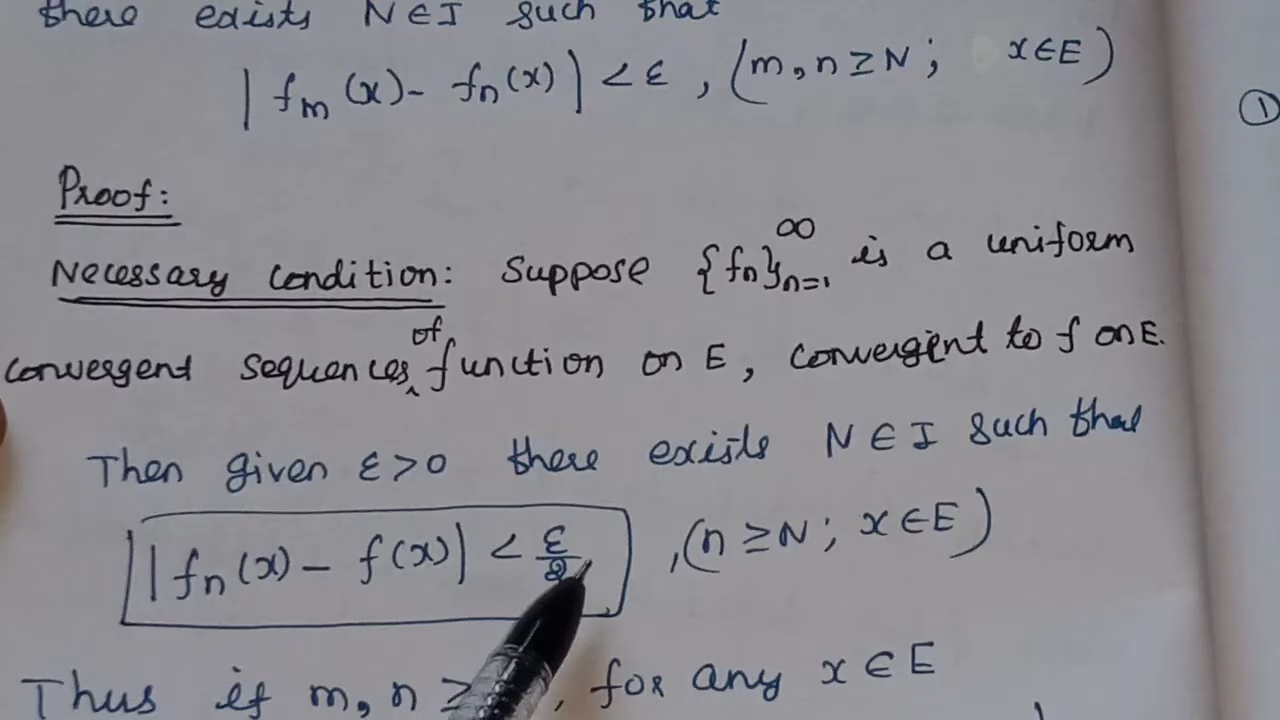 there exists N∈I such that
|fm(x) - fn(x)| < ε, (m, n ≥ N; x∈E)
①
Proof:
Necessary condition: Suppose {fn}∞n=1 is a uniform
convergent sequences of function on E, convergent to f on E.
Then given ε>0 there exists N∈I such that
|fn(x) - f(x)| < ε/2, (n ≥ N; x∈E)
Thus if m, n ≥ , for any x∈E